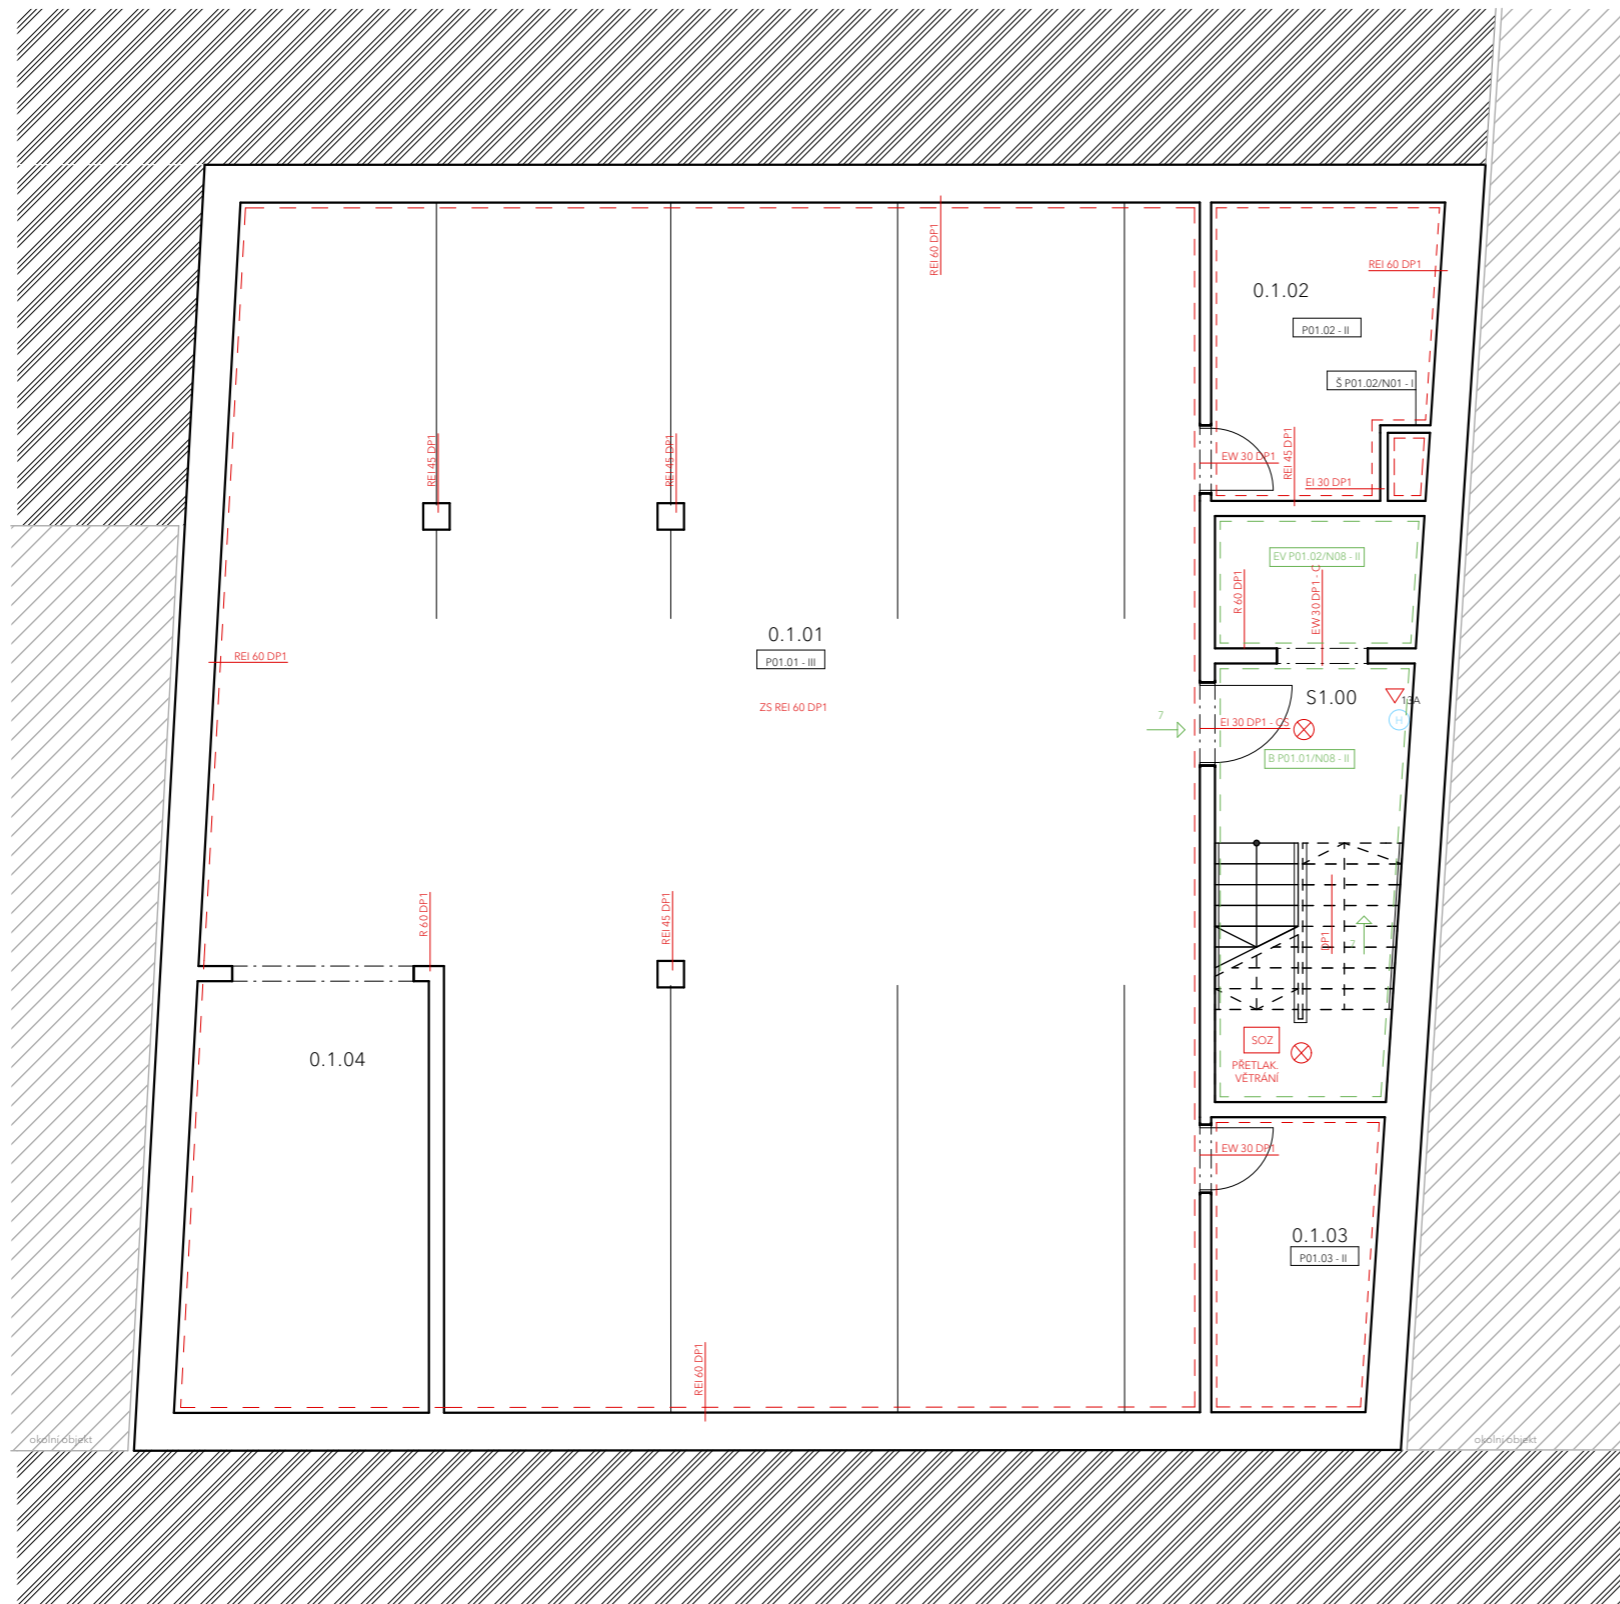 REI 60 DP1
REI 60 DP1
0.1.02
P01.02 - II
Š P01.02/N01 - I
REI 45 DP1
REI 45 DP1
EW 30 DP1
REI 45 DP1
EI 30 DP1
EV P01.02/N08 - II
R 60 DP1
EW 30 DP1 - C
0.1.01
P01.01 - III
REI 60 DP1
ZS REI 60 DP1
S1.00
13A
H
7
EI 30 DP1 - CS
B P01.01/N08 - II
R 60 DP1
REI 45 DP1
DP1
7
SOZ
PŘETLAK.
VĚTRÁNÍ
0.1.04
EW 30 DP1
0.1.03
P01.03 - II
REI 60 DP1
okolní objekt
okolní objekt